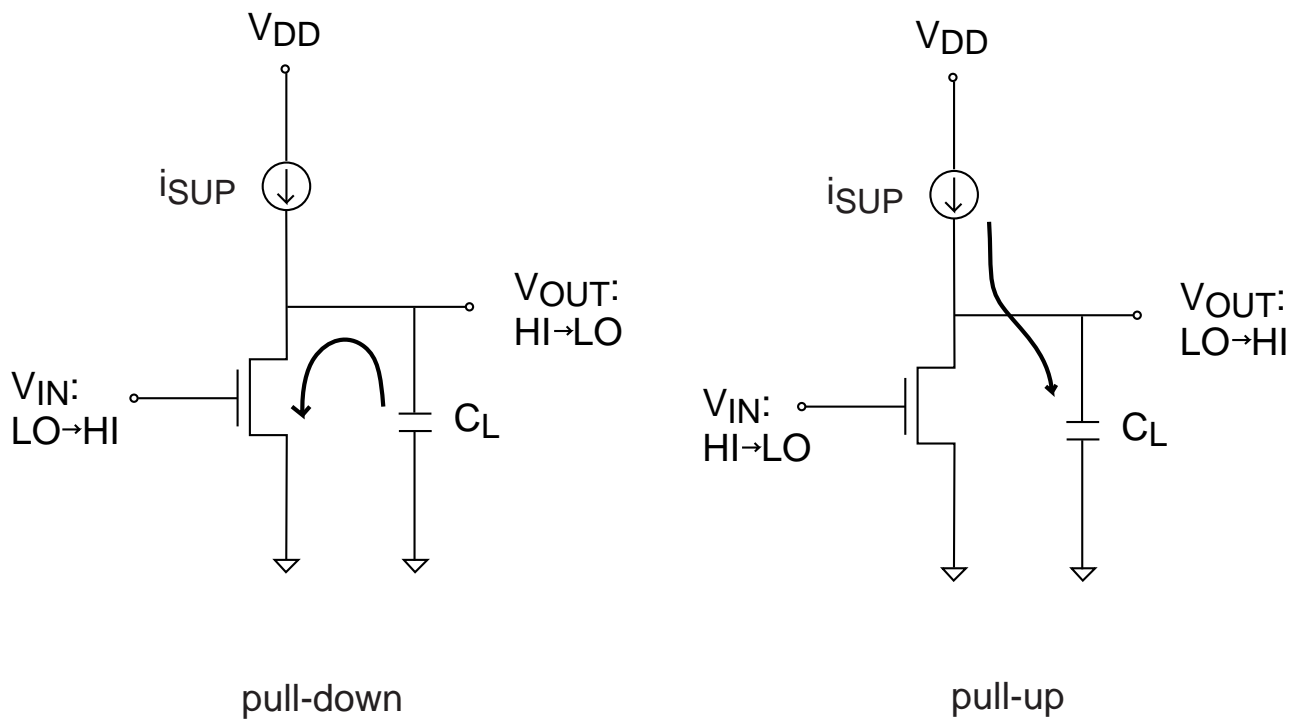 VDD
iSUP
VOUT:
HI→LO
VIN:
LO→HI
CL
pull-down
VDD
iSUP
VOUT:
LO→HI
VIN:
HI→LO
CL
pull-up